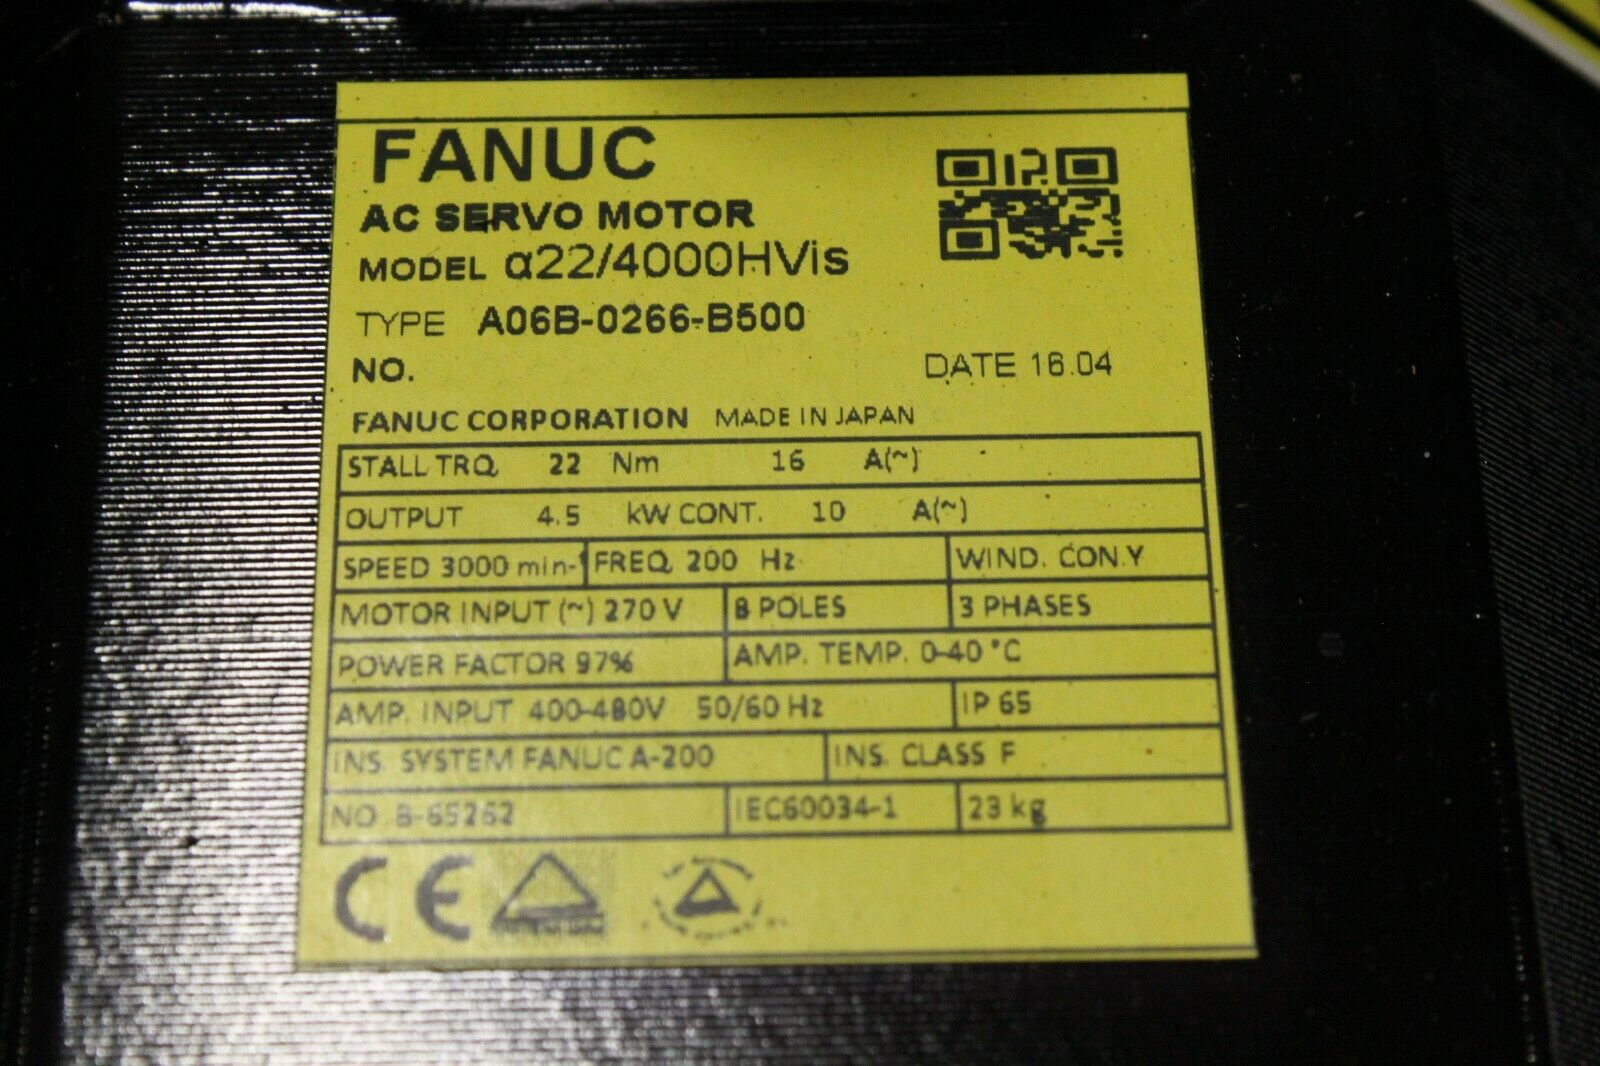 FANUC
AC SERVO MOTOR
MODEL α22/4000HVis
TYPE A06B-0266-B500
NO. DATE 16.04
FANUC CORPORATION MADE IN JAPAN
STALL TRQ 22 Nm 16 A(~)
OUTPUT 4.5 kW CONT. 10 A(~)
SPEED 3000 min-¹ FREQ. 200 Hz WIND. CON.Y
MOTOR INPUT (~) 270 V 8 POLES 3 PHASES
POWER FACTOR 97% AMP. TEMP. 0-40 °C
AMP. INPUT 400-480V 50/60 Hz IP 65
INS. SYSTEM FANUC A-200 INS. CLASS F
NO B-65262 IEC60034-1 23 kg
CE